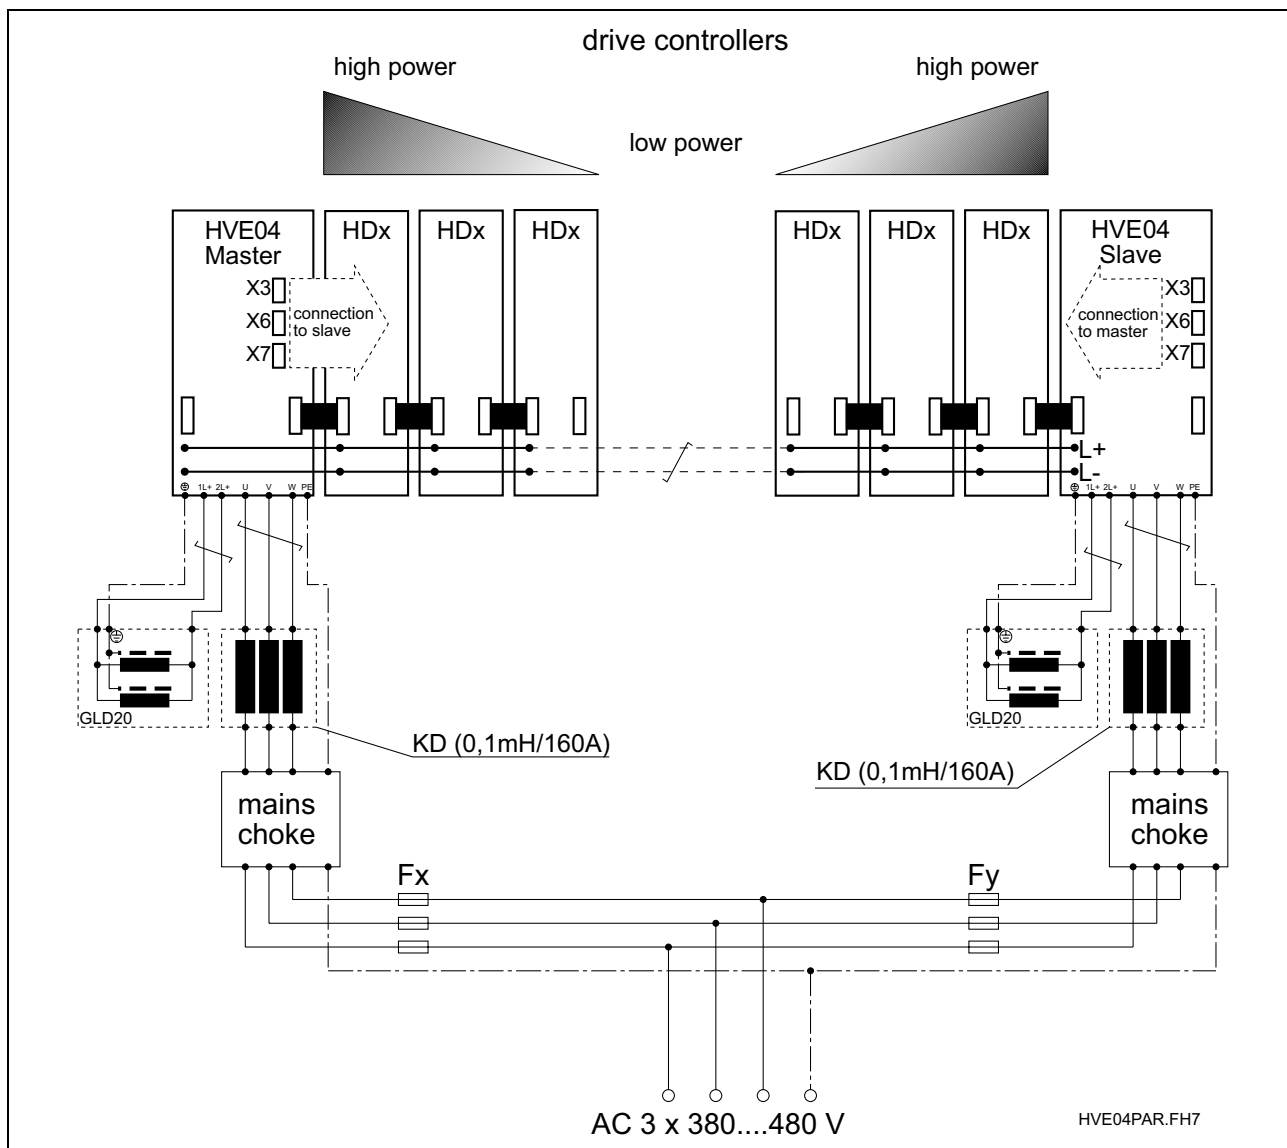 drive controllers
high power
high power
low power
HVE04
Master
HDx
HDx
HDx
HDx
HDx
HDx
HVE04
Slave
X3
X6
X7
connection
to slave
connection
to master
X3
X6
X7
L+
L-
1L+ 2L+ U V W PE
1L+ 2L+ U V W PE
GLD20
GLD20
KD (0,1mH/160A)
KD (0,1mH/160A)
mains
choke
mains
choke
Fx
Fy
AC 3 x 380....480 V
HVE04PAR.FH7